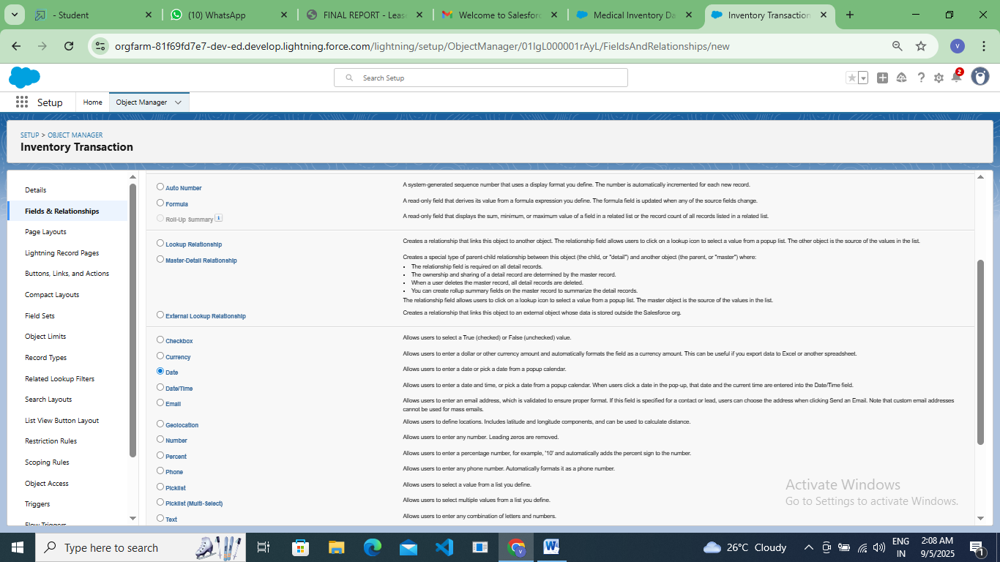 - Student
(10) WhatsApp
FINAL REPORT - Leas
Welcome to Salesforc
Medical Inventory Da
Inventory Transaction
orgfarm-81f69fd7e7-dev-ed.develop.lightning.force.com/lightning/setup/ObjectManager/01IgL000001rAyL/FieldsAndRelationships/new
V
Search Setup
2
Setup
Home
Object Manager
SETUP > OBJECT MANAGER
Inventory Transaction
Details
Fields & Relationships
Page Layouts
Lightning Record Pages
Buttons, Links, and Actions
Compact Layouts
Field Sets
Object Limits
Record Types
Related Lookup Filters
Search Layouts
List View Button Layout
Restriction Rules
Scoping Rules
Object Access
Triggers
Flow Triggers
Auto Number
A system-generated sequence number that uses a display format you define. The number is automatically incremented for each new record.
Formula
A read-only field that derives its value from a formula expression you define. The formula field is updated when any of the source fields change.
Roll-Up Summary i
A read-only field that displays the sum, minimum, or maximum value of a field in a related list or the record count of all records listed in a related list.
Lookup Relationship
Creates a relationship that links this object to another object. The relationship field allows users to click on a lookup icon to select a value from a popup list. The other object is the source of the values in the list.
Master-Detail Relationship
Creates a special type of parent-child relationship between this object (the child, or "detail") and another object (the parent, or "master") where:
• The relationship field is required on all detail records.
• The ownership and sharing of a detail record are determined by the master record.
• When a user deletes the master record, all detail records are deleted.
• You can create rollup summary fields on the master record to summarize the detail records.
The relationship field allows users to click on a lookup icon to select a value from a popup list. The master object is the source of the values in the list.
External Lookup Relationship
Creates a relationship that links this object to an external object whose data is stored outside the Salesforce org.
Checkbox
Allows users to select a True (checked) or False (unchecked) value.
Currency
Allows users to enter a dollar or other currency amount and automatically formats the field as a currency amount. This can be useful if you export data to Excel or another spreadsheet.
Date
Allows users to enter a date or pick a date from a popup calendar.
Date/Time
Allows users to enter a date and time, or pick a date from a popup calendar. When users click a date in the pop-up, that date and the current time are entered into the Date/Time field.
Email
Allows users to enter an email address, which is validated to ensure proper format. If this field is specified for a contact or lead, users can choose the address when clicking Send an Email. Note that custom email addresses
cannot be used for mass emails.
Geolocation
Allows users to define locations. Includes latitude and longitude components, and can be used to calculate distance.
Number
Allows users to enter any number. Leading zeros are removed.
Percent
Allows users to enter a percentage number, for example, '10' and automatically adds the percent sign to the number.
Phone
Allows users to enter any phone number. Automatically formats it as a phone number.
Picklist
Allows users to select a value from a list you define.
Picklist (Multi-Select)
Allows users to select multiple values from a list you define.
Text
Allows users to enter any combination of letters and numbers.
Activate Windows
Go to Settings to activate Windows.
Type here to search
26°C Cloudy
ENG
IN
2:08 AM
9/5/2025
1